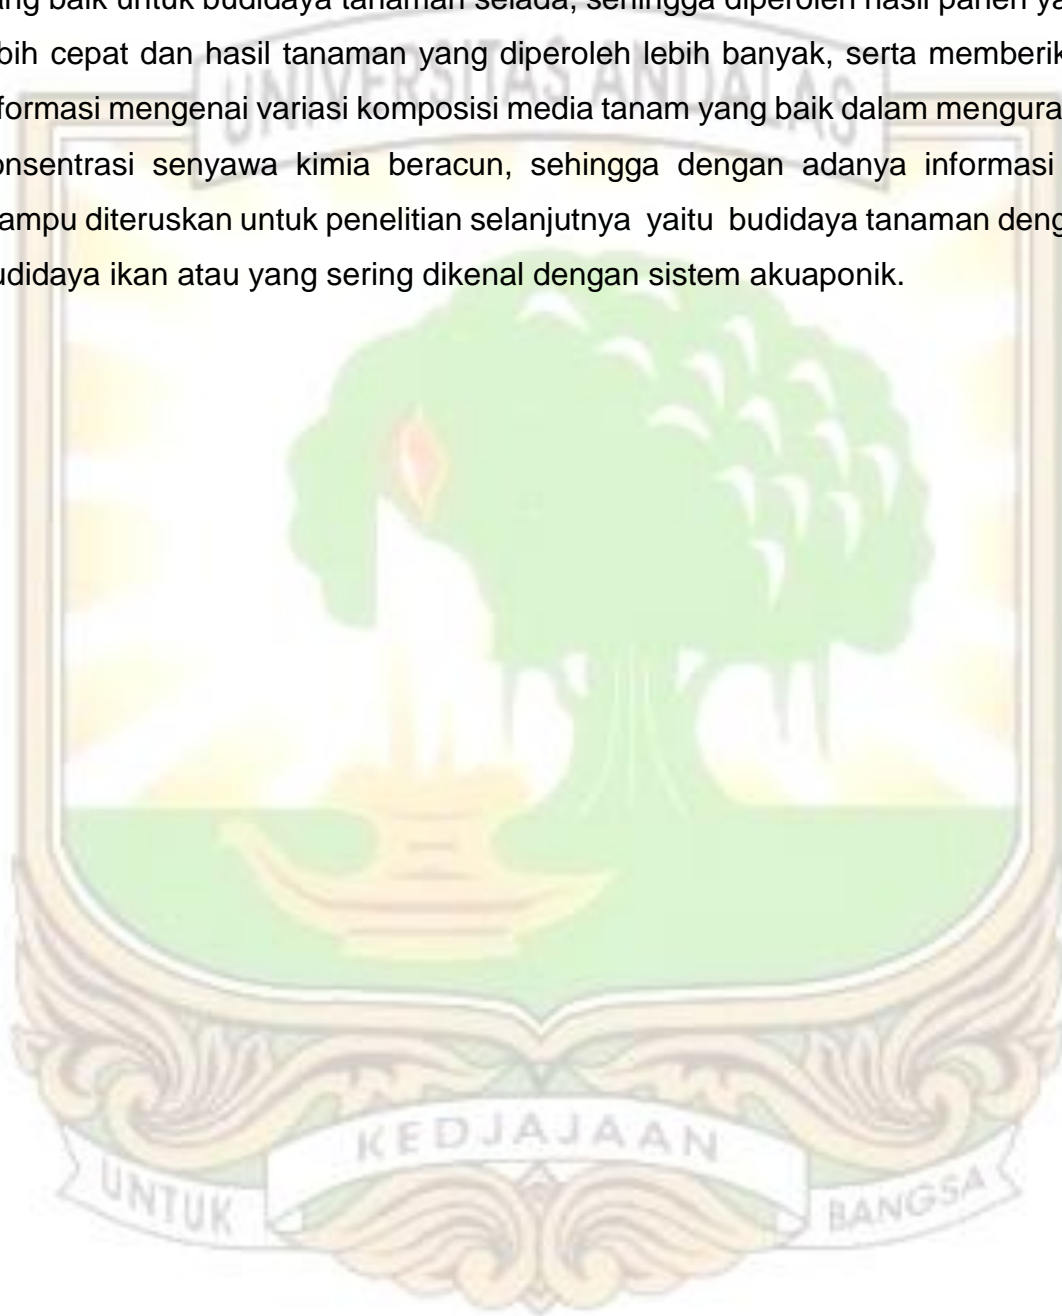 ang baik untuk budidaya tanaman selada, sehingga diperoleh hasil panen ya
bih cepat dan hasil tanaman yang diperoleh lebih banyak, serta memberik
formasi mengenai variasi komposisi media tanam yang baik dalam mengura
onsentrasi senyawa kimia beracun, sehingga dengan adanya informasi
ampu diteruskan untuk penelitian selanjutnya yaitu budidaya tanaman deng
udidaya ikan atau yang sering dikenal dengan sistem akuaponik.
UNIVERSITAS ANDALAS
KEDJAJAAN
UNTUK
BANGSA